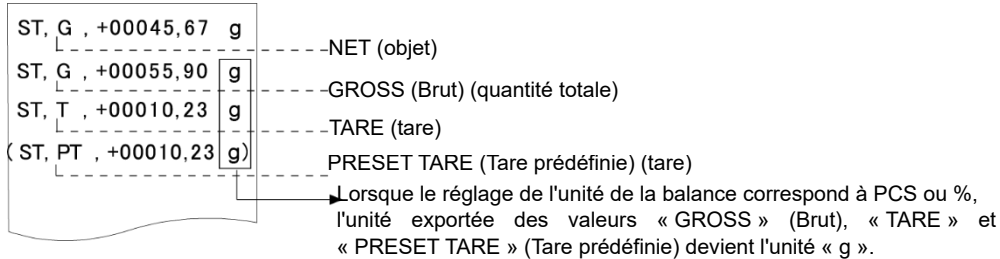 ST, G , +00045,67 g
NET (objet)
ST, G , +00055,90 g
GROSS (Brut) (quantité totale)
ST, T , +00010,23 g
TARE (tare)
( ST, PT , +00010,23 g)
PRESET TARE (Tare prédéfinie) (tare)
Lorsque le réglage de l'unité de la balance correspond à PCS ou %,
l'unité exportée des valeurs « GROSS » (Brut), « TARE » et
« PRESET TARE » (Tare prédéfinie) devient l'unité « g ».